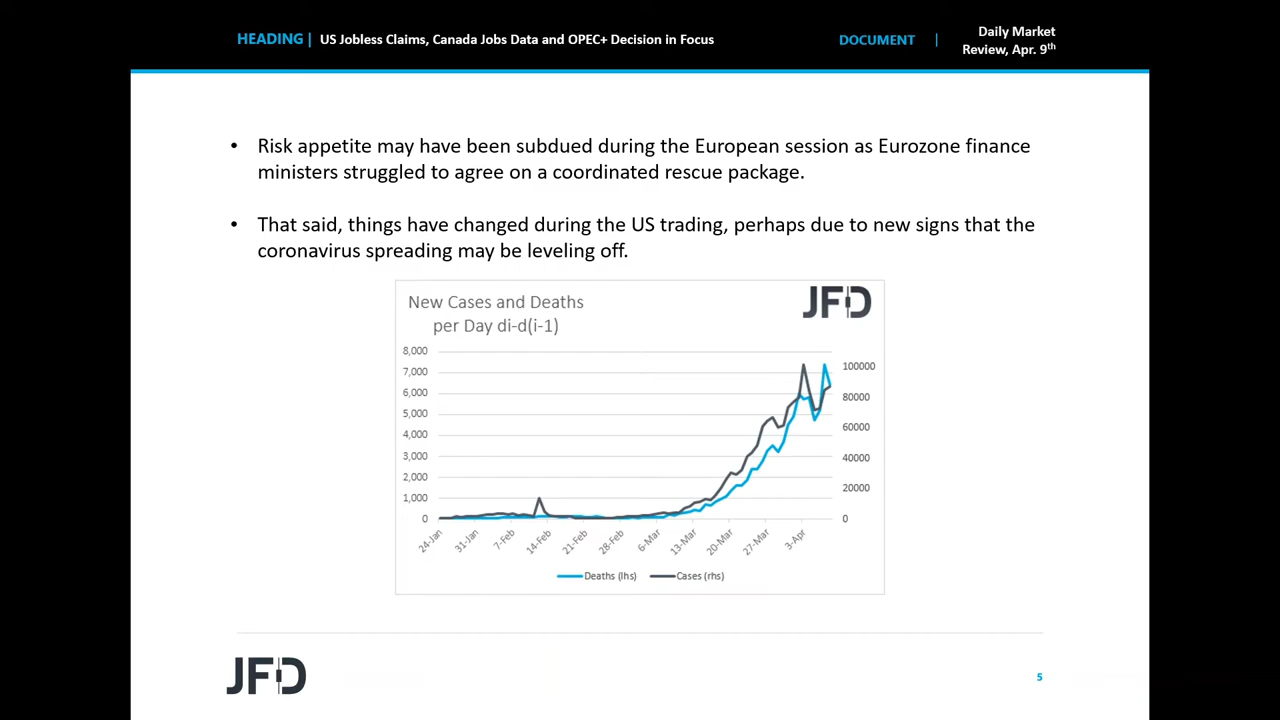 HEADING | US Jobless Claims, Canada Jobs Data and OPEC+ Decision in Focus
DOCUMENT |
Daily Market
Review, Apr. 9th
• Risk appetite may have been subdued during the European session as Eurozone finance
ministers struggled to agree on a coordinated rescue package.
• That said, things have changed during the US trading, perhaps due to new signs that the
coronavirus spreading may be leveling off.
New Cases and Deaths
per Day di-d(i-1)
JFD
8,000
7,000
6,000
5,000
4,000
3,000
2,000
1,000
0
100000
80000
60000
40000
20000
0
24-Jan
31-Jan
7-Feb
14-Feb
21-Feb
28-Feb
6-Mar
13-Mar
20-Mar
27-Mar
3-Apr
Deaths (lhs)
Cases (rhs)
JFD
5